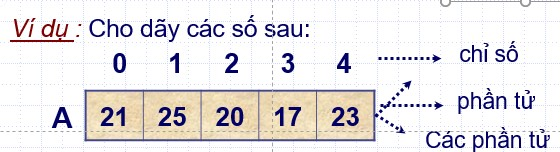 Ví dụ : Cho dãy các số sau:
0 1 2 3 4 chỉ số
A 21 25 20 17 23 phần tử
Các phần tử